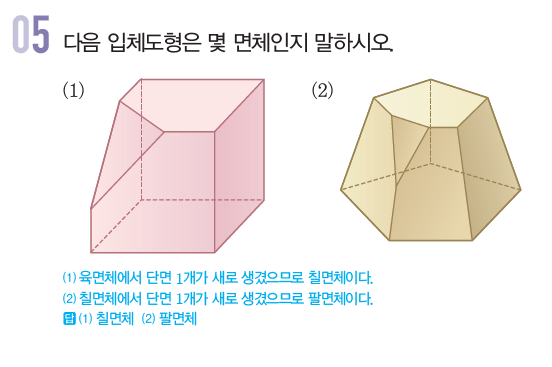 05 다음 입체도형은 몇 면체인지 말하시오.
(1) (2)
(1) 육면체에서 단면 1개가 새로 생겼으므로 칠면체이다.
(2) 칠면체에서 단면 1개가 새로 생겼으므로 팔면체이다.
답 (1) 칠면체 (2) 팔면체